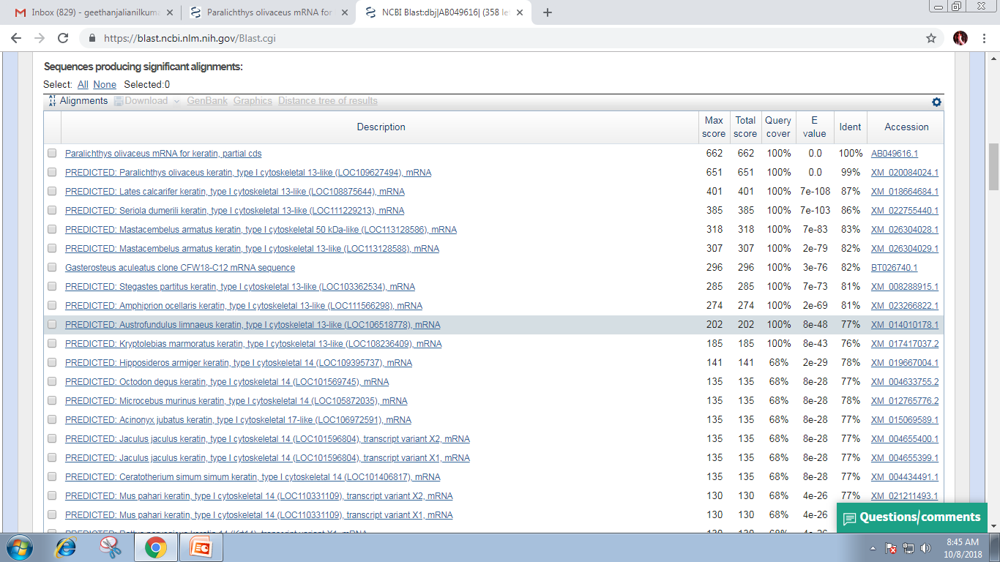 Inbox (829) - geethanjalianilkuma
Paralichthys olivaceus mRNA for
NCBI Blast:dbj|AB049616| (358 le
https://blast.ncbi.nlm.nih.gov/Blast.cgi
Sequences producing significant alignments:
Select: All None Selected:0
Alignments Download GenBank Graphics Distance tree of results
Description Max score Total score Query cover E value Ident Accession
Paralichthys olivaceus mRNA for keratin, partial cds 662 662 100% 0.0 100% AB049616.1
PREDICTED: Paralichthys olivaceus keratin, type I cytoskeletal 13-like (LOC109627494), mRNA 651 651 100% 0.0 99% XM_020084024.1
PREDICTED: Lates calcarifer keratin, type I cytoskeletal 13-like (LOC108875644), mRNA 401 401 100% 7e-108 87% XM_018664684.1
PREDICTED: Seriola dumerili keratin, type I cytoskeletal 13-like (LOC111229213), mRNA 385 385 100% 7e-103 86% XM_022755440.1
PREDICTED: Mastacembelus armatus keratin, type I cytoskeletal 50 kDa-like (LOC113128586), mRNA 318 318 100% 7e-83 83% XM_026304028.1
PREDICTED: Mastacembelus armatus keratin, type I cytoskeletal 13-like (LOC113128588), mRNA 307 307 100% 2e-79 82% XM_026304029.1
Gasterosteus aculeatus clone CFW18-C12 mRNA sequence 296 296 100% 3e-76 82% BT026740.1
PREDICTED: Stegastes partitus keratin, type I cytoskeletal 13-like (LOC103362534), mRNA 285 285 100% 7e-73 81% XM_008288915.1
PREDICTED: Amphiprion ocellaris keratin, type I cytoskeletal 13-like (LOC111566298), mRNA 274 274 100% 2e-69 81% XM_023266822.1
PREDICTED: Austrofundulus limnaeus keratin, type I cytoskeletal 13-like (LOC106518778), mRNA 202 202 100% 8e-48 77% XM_014010178.1
PREDICTED: Kryptolebias marmoratus keratin, type I cytoskeletal 13-like (LOC108236409), mRNA 185 185 100% 8e-43 76% XM_017417037.2
PREDICTED: Hipposideros armiger keratin, type I cytoskeletal 14 (LOC109395737), mRNA 141 141 68% 2e-29 78% XM_019667004.1
PREDICTED: Octodon degus keratin, type I cytoskeletal 14 (LOC101569745), mRNA 135 135 68% 8e-28 77% XM_004633755.2
PREDICTED: Microcebus murinus keratin, type I cytoskeletal 14 (LOC105872035), mRNA 135 135 68% 8e-28 78% XM_012765776.2
PREDICTED: Acinonyx jubatus keratin, type I cytoskeletal 17-like (LOC106972591), mRNA 135 135 68% 8e-28 77% XM_015069589.1
PREDICTED: Jaculus jaculus keratin, type I cytoskeletal 14 (LOC101596804), transcript variant X2, mRNA 135 135 68% 8e-28 77% XM_004655400.1
PREDICTED: Jaculus jaculus keratin, type I cytoskeletal 14 (LOC101596804), transcript variant X1, mRNA 135 135 68% 8e-28 77% XM_004655399.1
PREDICTED: Ceratotherium simum simum keratin, type I cytoskeletal 14 (LOC101406817), mRNA 135 135 68% 8e-28 77% XM_004434491.1
PREDICTED: Mus pahari keratin, type I cytoskeletal 14 (LOC110331109), transcript variant X2, mRNA 130 130 68% 4e-26 77% XM_021211493.1
PREDICTED: Mus pahari keratin, type I cytoskeletal 14 (LOC110331109), transcript variant X1, mRNA 130 130 68% 4e-26
Questions/comments
8:45 AM
10/8/2018